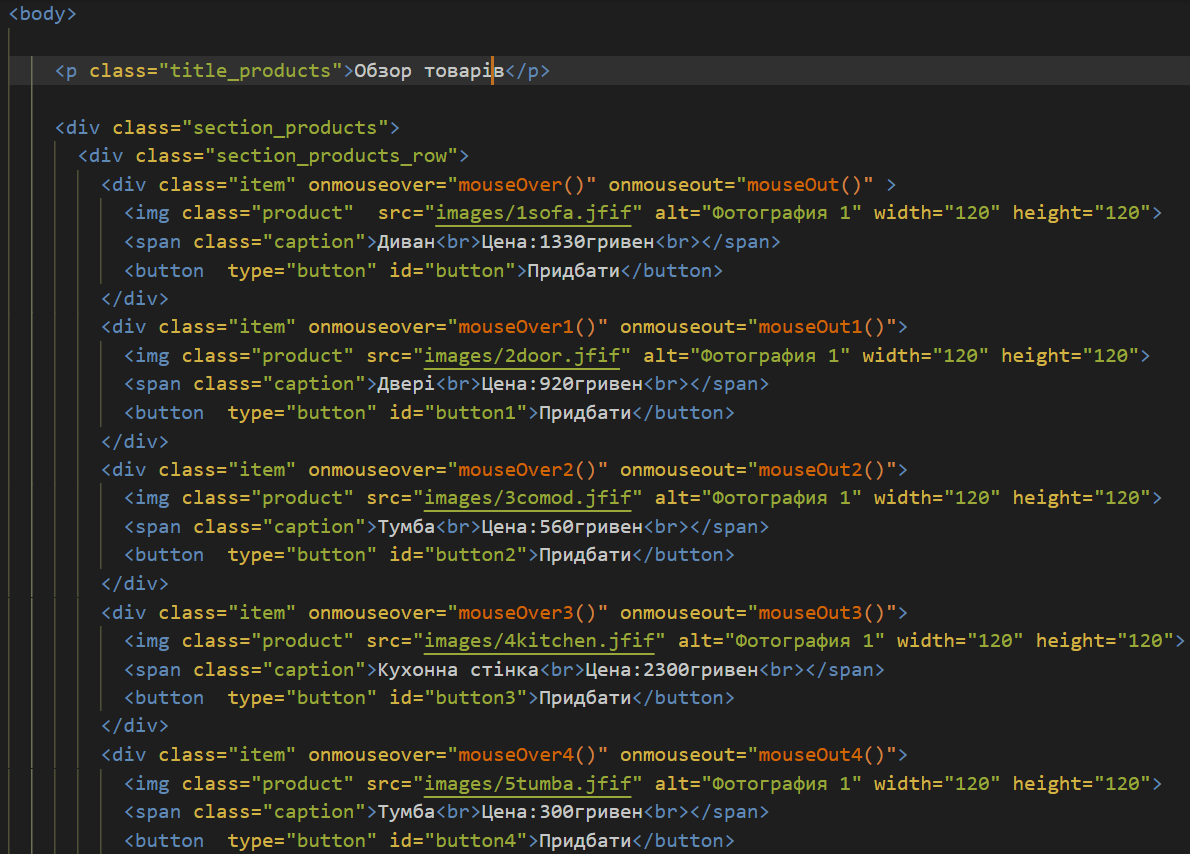 <body>
<p class="title_products">Обзор товарів</p>
<div class="section_products">
<div class="section_products_row">
<div class="item" onmouseover="mouseOver()" onmouseout="mouseOut()" >
<img class="product"  src="images/1sofa.jfif" alt="Фотография 1" width="120" height="120">
<span class="caption">Диван<br>Цена:1330гривен<br></span>
<button  type="button" id="button">Придбати</button>
</div>
<div class="item" onmouseover="mouseOver1()" onmouseout="mouseOut1()">
<img class="product" src="images/2door.jfif" alt="Фотография 1" width="120" height="120">
<span class="caption">Двері<br>Цена:920гривен<br></span>
<button  type="button" id="button1">Придбати</button>
</div>
<div class="item" onmouseover="mouseOver2()" onmouseout="mouseOut2()">
<img class="product" src="images/3comod.jfif" alt="Фотография 1" width="120" height="120">
<span class="caption">Тумба<br>Цена:560гривен<br></span>
<button  type="button" id="button2">Придбати</button>
</div>
<div class="item" onmouseover="mouseOver3()" onmouseout="mouseOut3()">
<img class="product" src="images/4kitchen.jfif" alt="Фотография 1" width="120" height="120">
<span class="caption">Кухонна стінка<br>Цена:2300гривен<br></span>
<button  type="button" id="button3">Придбати</button>
</div>
<div class="item" onmouseover="mouseOver4()" onmouseout="mouseOut4()">
<img class="product" src="images/5tumba.jfif" alt="Фотография 1" width="120" height="120">
<span class="caption">Тумба<br>Цена:300гривен<br></span>
<button  type="button" id="button4">Придбати</button>